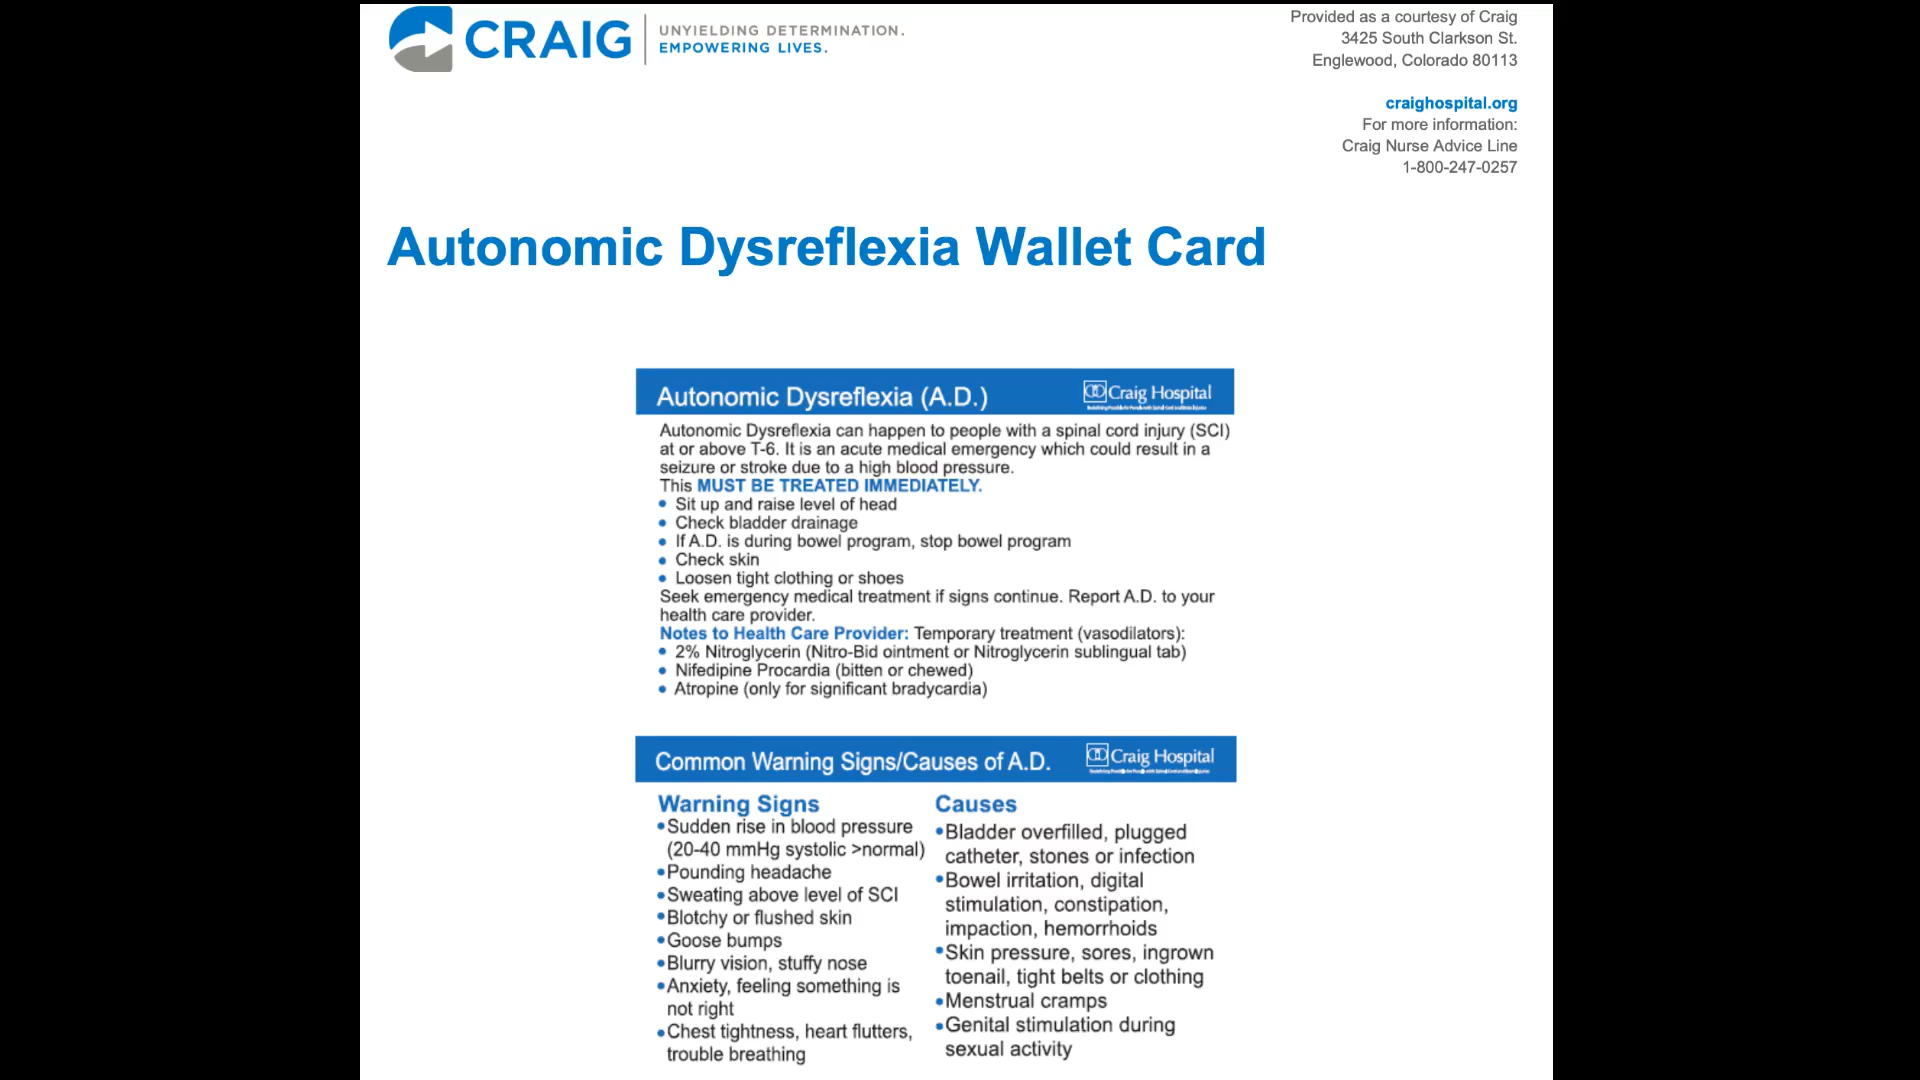 CRAIG
UNYIELDING DETERMINATION.
EMPOWERING LIVES.
Provided as a courtesy of Craig
3425 South Clarkson St.
Englewood, Colorado 80113
craighospital.org
For more information:
Craig Nurse Advice Line
1-800-247-0257
Autonomic Dysreflexia Wallet Card
Autonomic Dysreflexia (A.D.)
Craig Hospital
Autonomic Dysreflexia can happen to people with a spinal cord injury (SCI)
at or above T-6. It is an acute medical emergency which could result in a
seizure or stroke due to a high blood pressure.
This MUST BE TREATED IMMEDIATELY.
• Sit up and raise level of head
• Check bladder drainage
• If A.D. is during bowel program, stop bowel program
• Check skin
• Loosen tight clothing or shoes
Seek emergency medical treatment if signs continue. Report A.D. to your
health care provider.
Notes to Health Care Provider: Temporary treatment (vasodilators):
• 2% Nitroglycerin (Nitro-Bid ointment or Nitroglycerin sublingual tab)
• Nifedipine Procardia (bitten or chewed)
• Atropine (only for significant bradycardia)
Common Warning Signs/Causes of A.D.
Craig Hospital
Warning Signs
•Sudden rise in blood pressure
(20-40 mmHg systolic >normal)
•Pounding headache
•Sweating above level of SCI
•Blotchy or flushed skin
•Goose bumps
•Blurry vision, stuffy nose
•Anxiety, feeling something is
not right
•Chest tightness, heart flutters,
trouble breathing
Causes
•Bladder overfilled, plugged
catheter, stones or infection
•Bowel irritation, digital
stimulation, constipation,
impaction, hemorrhoids
•Skin pressure, sores, ingrown
toenail, tight belts or clothing
•Menstrual cramps
•Genital stimulation during
sexual activity